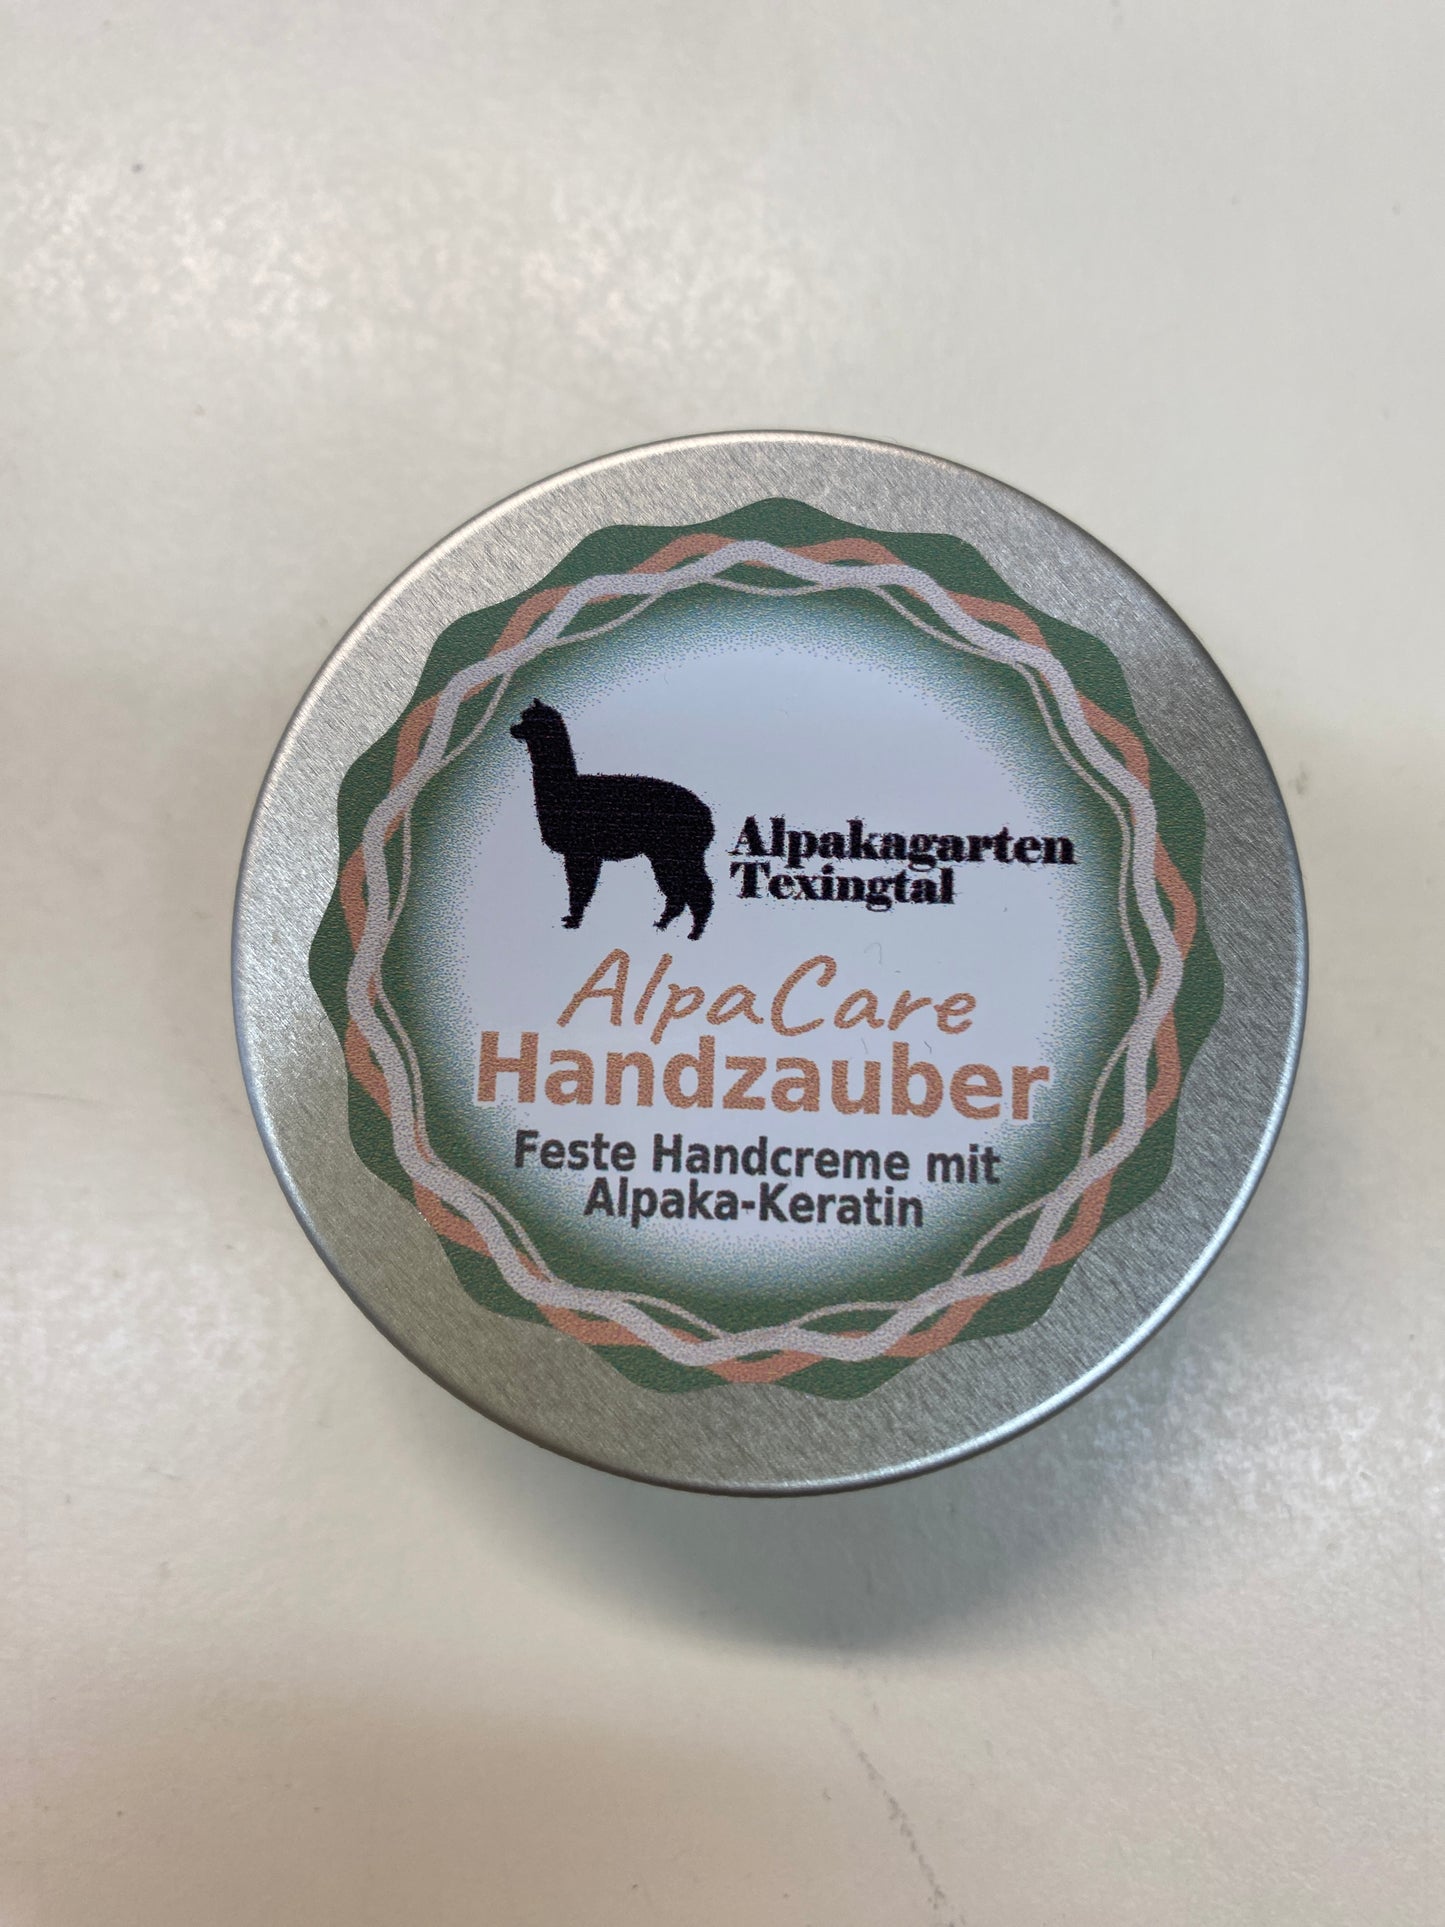 Alpakagarten
Texingtal
AlpaCare
Handzauber
Feste Handcreme mit
Alpaka-Keratin